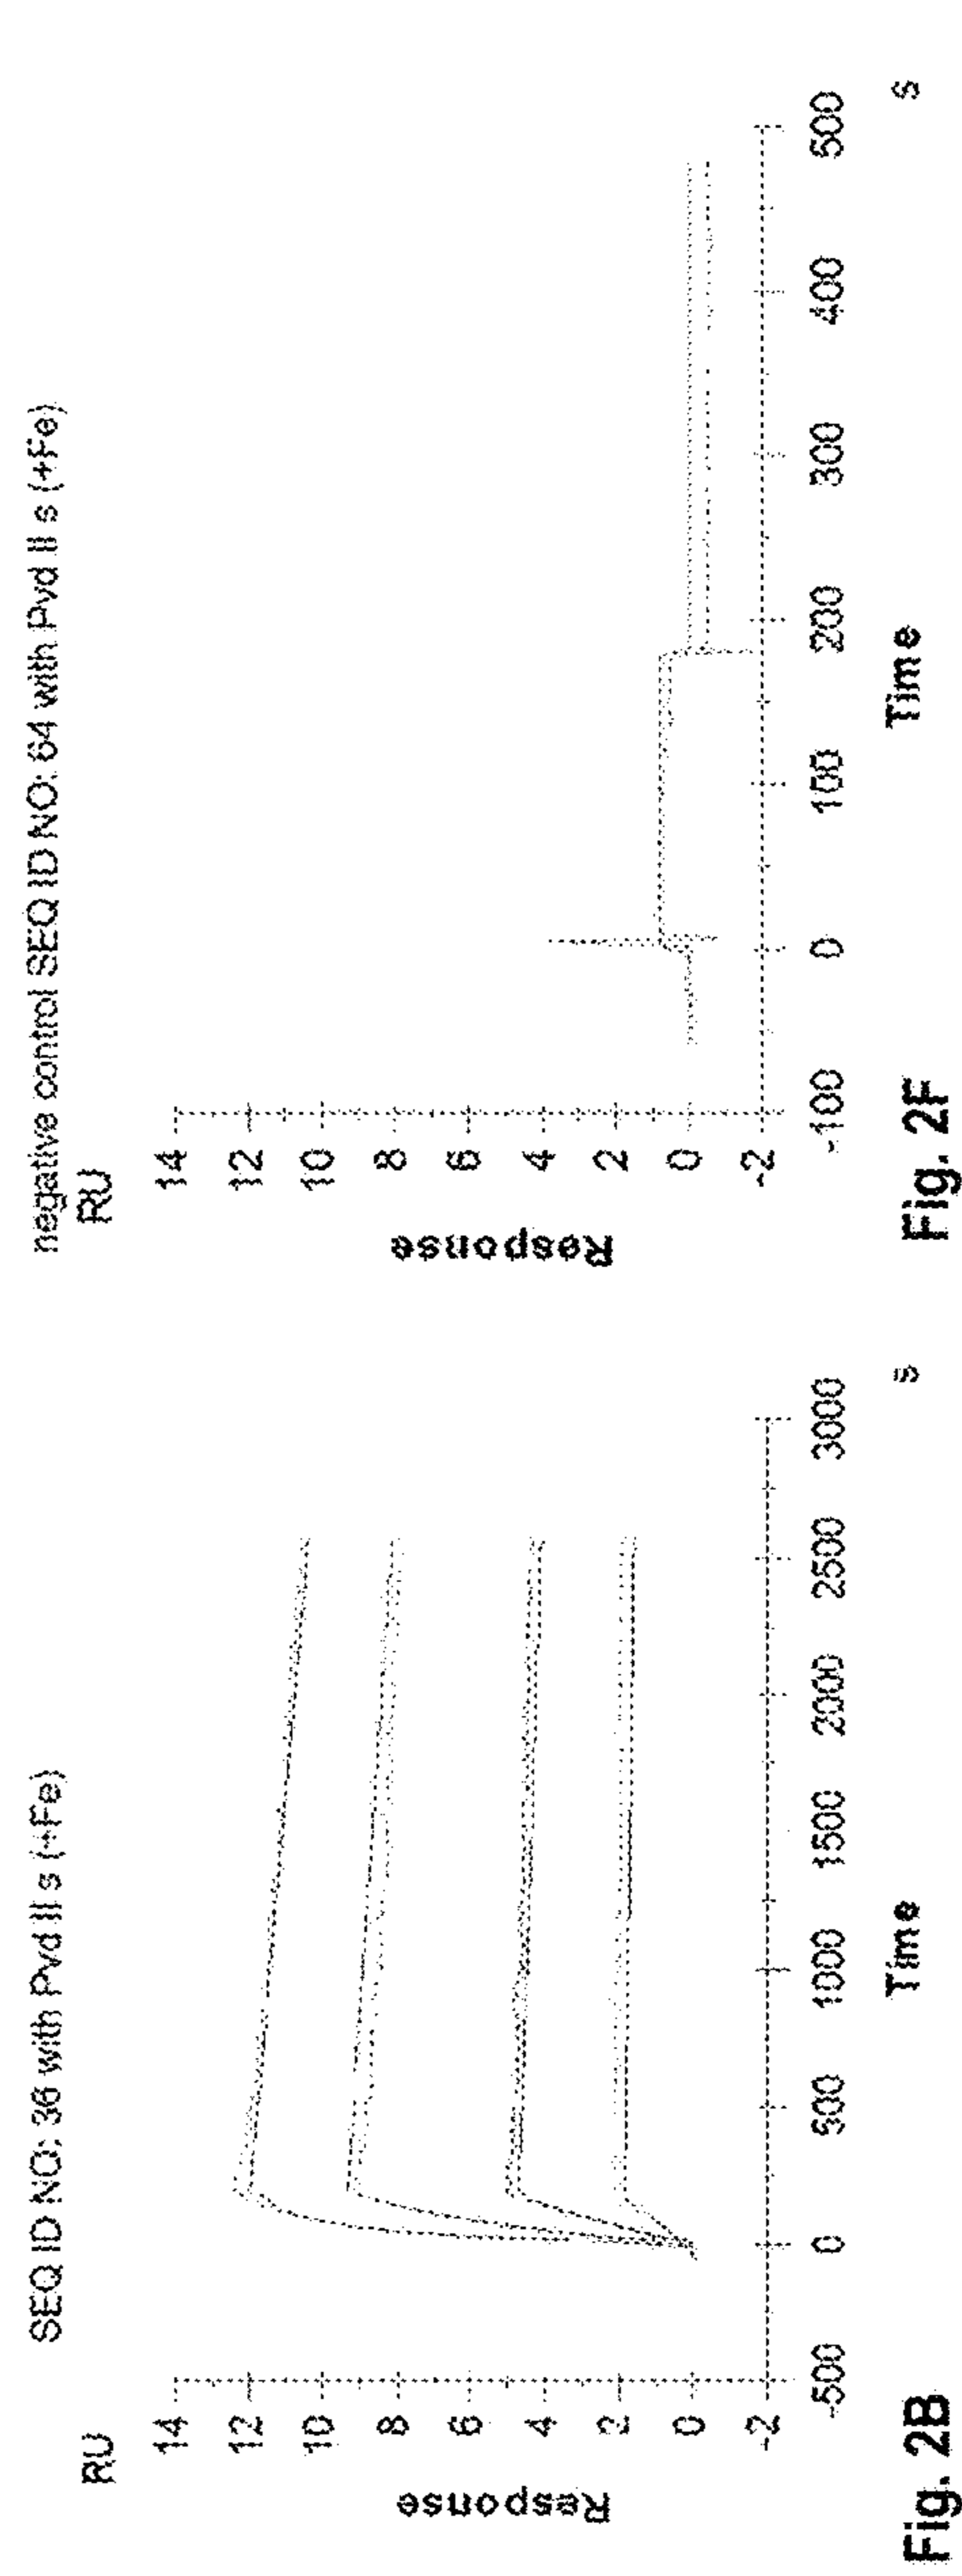 SEQ ID NO: 36 with Pvd III s (+Fe)
RU
14
12
10
8
6
4
2
0
-2
Response
-500
0
500
1000
1500
2000
2500
3000
Time
s
Fig. 2B
negative control SEQ ID NO: 64 with Pvd II s (+Fe)
RU
14
12
10
8
6
4
2
0
-2
Response
-100
0
100
200
300
400
500
Time
S
Fig. 2F